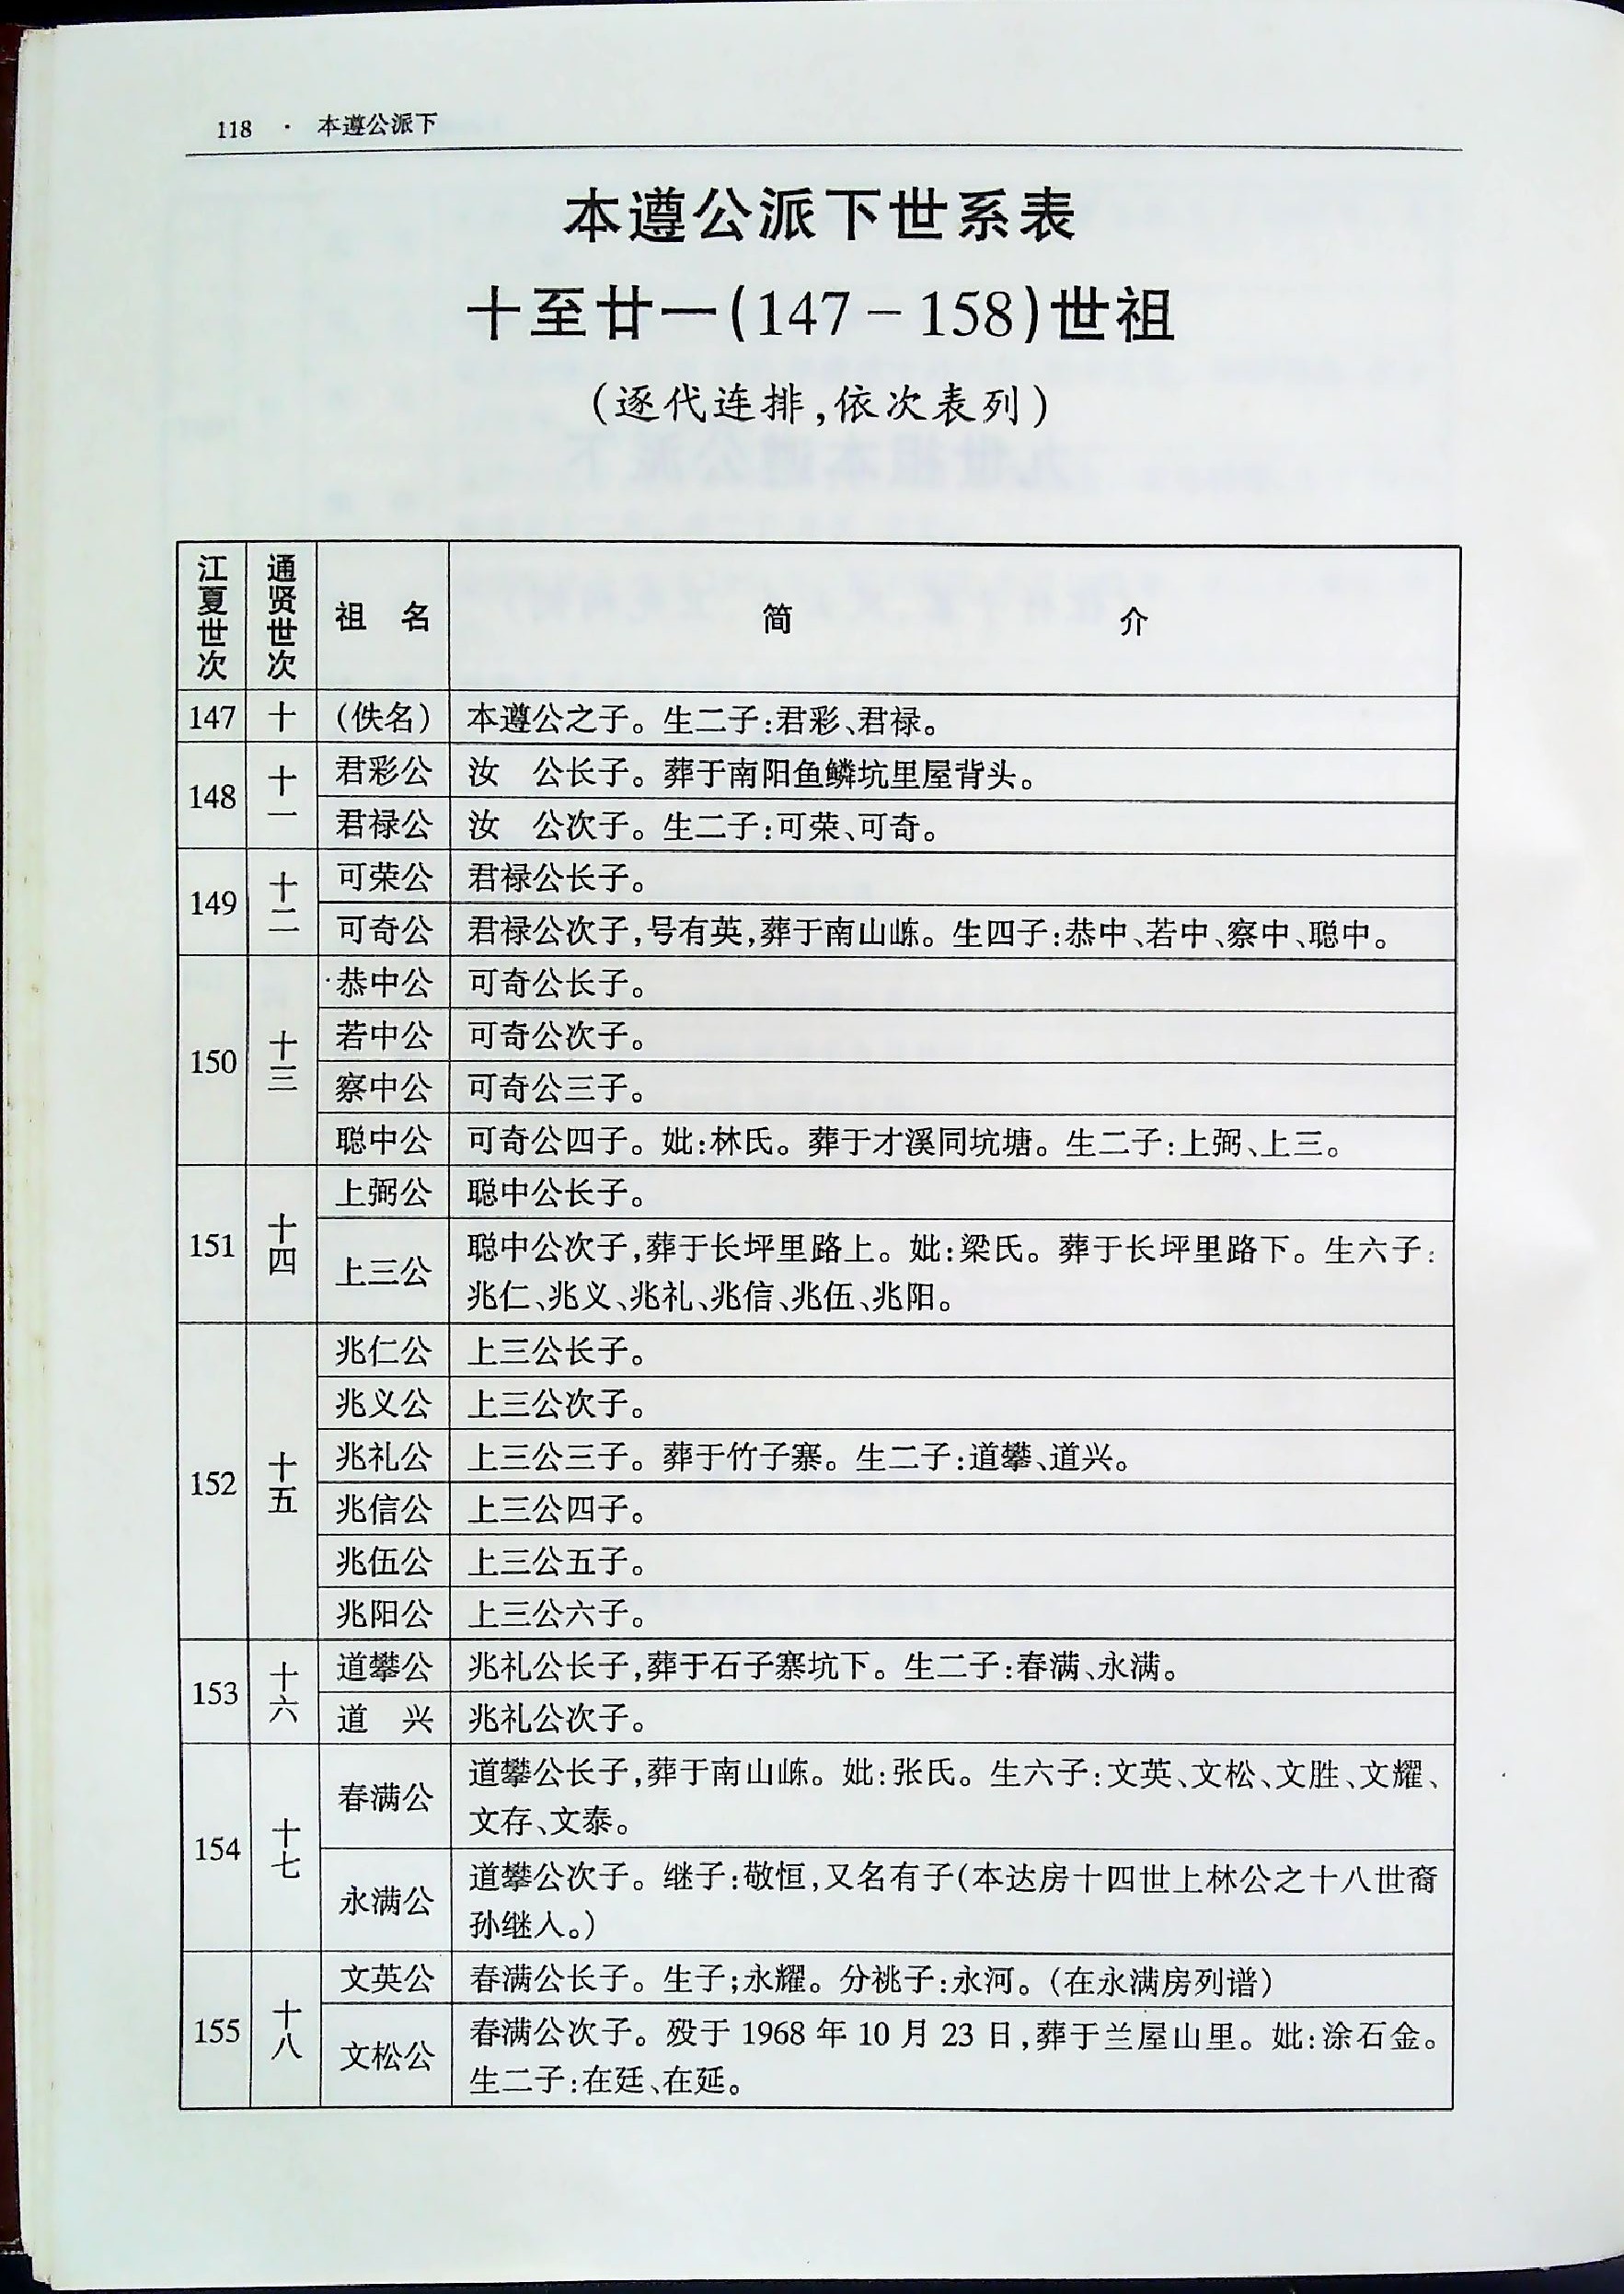 118 · 本遵公派下
本遵公派下世系表
十至廿一(147－158)世祖
(逐代连排,依次表列)
江夏世次 通贤世次 祖 名 简 介
147 十 (佚名) 本遵公之子。生二子:君彩、君禄。
148 十一 君彩公 汝 公长子。葬于南阳鱼鳞坑里屋背头。
君禄公 汝 公次子。生二子:可荣、可奇。
149 十二 可荣公 君禄公长子。
可奇公 君禄公次子,号有英,葬于南山崠。生四子:恭中、若中、察中、聪中。
150 十三 恭中公 可奇公长子。
若中公 可奇公次子。
察中公 可奇公三子。
聪中公 可奇公四子。妣:林氏。葬于才溪同坑塘。生二子:上弼、上三。
151 十四 上弼公 聪中公长子。
上三公 聪中公次子,葬于长坪里路上。妣:梁氏。葬于长坪里路下。生六子:
兆仁、兆义、兆礼、兆信、兆伍、兆阳。
152 十五 兆仁公 上三公长子。
兆义公 上三公次子。
兆礼公 上三公三子。葬于竹子寨。生二子:道攀、道兴。
兆信公 上三公四子。
兆伍公 上三公五子。
兆阳公 上三公六子。
153 十六 道攀公 兆礼公长子,葬于石子寨坑下。生二子:春满、永满。
道 兴 兆礼公次子。
154 十七 春满公 道攀公长子,葬于南山崠。妣:张氏。生六子:文英、文松、文胜、文耀、
文存、文泰。
永满公 道攀公次子。继子:敬恒,又名有子(本达房十四世上林公之十八世裔
孙继入。)
155 十八 文英公 春满公长子。生子;永耀。分祧子:永河。(在永满房列谱)
文松公 春满公次子。殁于 1968 年 10 月 23 日,葬于兰屋山里。妣:涂石金。
生二子:在廷、在延。